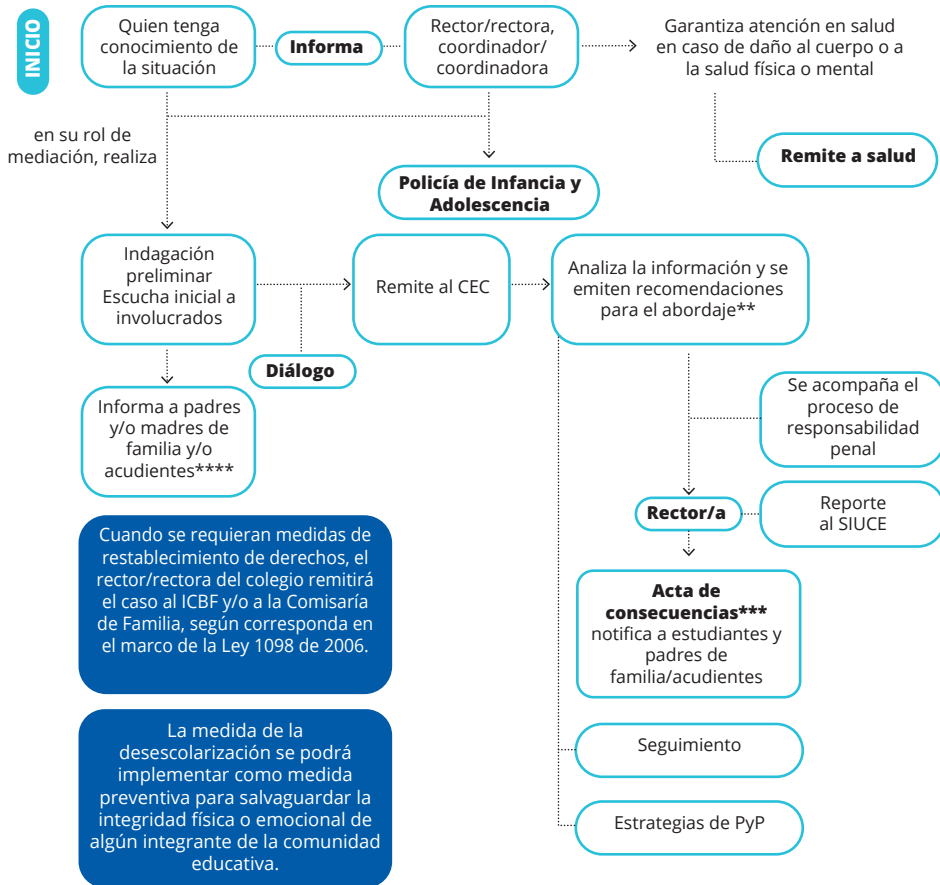 INICIO
Quien tenga
conocimiento de
la situación
Informa
Rector/rectora,
coordinador/
coordinadora
Garantiza atención en salud
en caso de daño al cuerpo o a
la salud física o mental
en su rol de
mediación, realiza
Remite a salud
Policía de Infancia y
Adolescencia
Indagación
preliminar
Escucha inicial a
involucrados
Remite al CEC
Analiza la información y se
emiten recomendaciones
para el abordaje**
Diálogo
Informa a padres
y/o madres de
familia y/o
acudientes****
Se acompaña el
proceso de
responsabilidad
penal
Rector/a
Reporte
al SIUCE
Cuando se requieran medidas de
restablecimiento de derechos, el
rector/rectora del colegio remitirá
el caso al ICBF y/o a la Comisaría
de Familia, según corresponda en
el marco de la Ley 1098 de 2006.
Acta de
consecuencias***
notifica a estudiantes y
padres de
familia/acudientes
La medida de la
desescolarización se podrá
implementar como medida
preventiva para salvaguardar la
integridad física o emocional de
algún integrante de la comunidad
educativa.
Seguimiento
Estrategias de PyP